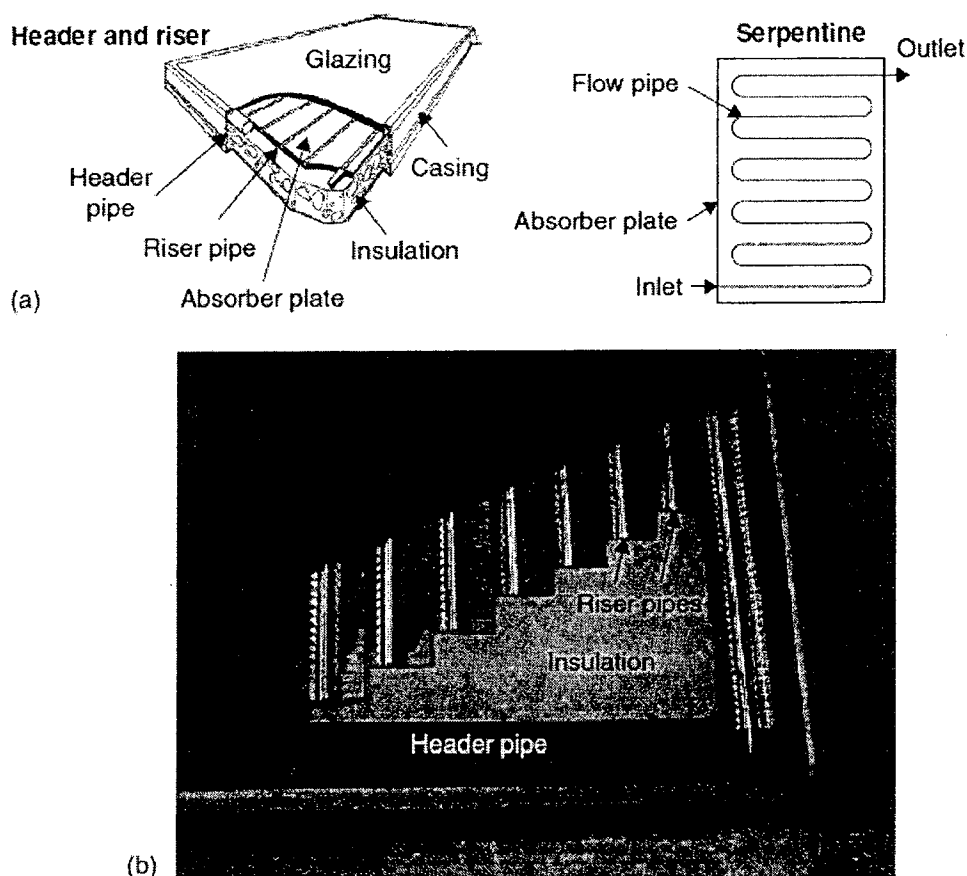 Header and riser
Glazing
Header
pipe
Casing
Riser pipe
Insulation
Absorber plate
(a)
Serpentine
Outlet
Flow pipe
Absorber plate
Inlet
Riser pipes
Insulation
Header pipe
(b)